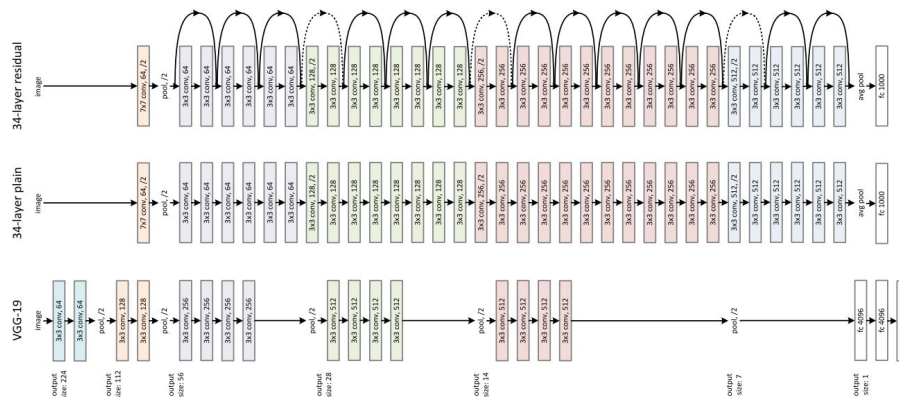 34-layer residual
image
7x7 conv, 64, /2
pool, /2
3x3 conv, 64
3x3 conv, 64
3x3 conv, 64
3x3 conv, 64
3x3 conv, 64
3x3 conv, 64
3x3 conv, 128, /2
3x3 conv, 128
3x3 conv, 128
3x3 conv, 128
3x3 conv, 128
3x3 conv, 128
3x3 conv, 128
3x3 conv, 128
3x3 conv, 256, /2
3x3 conv, 256
3x3 conv, 256
3x3 conv, 256
3x3 conv, 256
3x3 conv, 256
3x3 conv, 256
3x3 conv, 256
3x3 conv, 256
3x3 conv, 256
3x3 conv, 256
3x3 conv, 256
3x3 conv, 512, /2
3x3 conv, 512
3x3 conv, 512
3x3 conv, 512
3x3 conv, 512
3x3 conv, 512
avg pool
fc 1000
34-layer plain
image
7x7 conv, 64, /2
pool, /2
3x3 conv, 64
3x3 conv, 64
3x3 conv, 64
3x3 conv, 64
3x3 conv, 64
3x3 conv, 64
3x3 conv, 128, /2
3x3 conv, 128
3x3 conv, 128
3x3 conv, 128
3x3 conv, 128
3x3 conv, 128
3x3 conv, 128
3x3 conv, 128
3x3 conv, 256, /2
3x3 conv, 256
3x3 conv, 256
3x3 conv, 256
3x3 conv, 256
3x3 conv, 256
3x3 conv, 256
3x3 conv, 256
3x3 conv, 256
3x3 conv, 256
3x3 conv, 256
3x3 conv, 256
3x3 conv, 512, /2
3x3 conv, 512
3x3 conv, 512
3x3 conv, 512
3x3 conv, 512
3x3 conv, 512
avg pool
fc 1000
VGG-19
image
3x3 conv, 64
3x3 conv, 64
pool, /2
3x3 conv, 128
3x3 conv, 128
pool, /2
3x3 conv, 256
3x3 conv, 256
3x3 conv, 256
3x3 conv, 256
pool, /2
3x3 conv, 512
3x3 conv, 512
3x3 conv, 512
3x3 conv, 512
pool, /2
3x3 conv, 512
3x3 conv, 512
3x3 conv, 512
3x3 conv, 512
pool, /2
fc 4096
fc 4096
output
size: 224
output
size: 112
output
size: 56
output
size: 28
output
size: 14
output
size: 7
output
size: 1